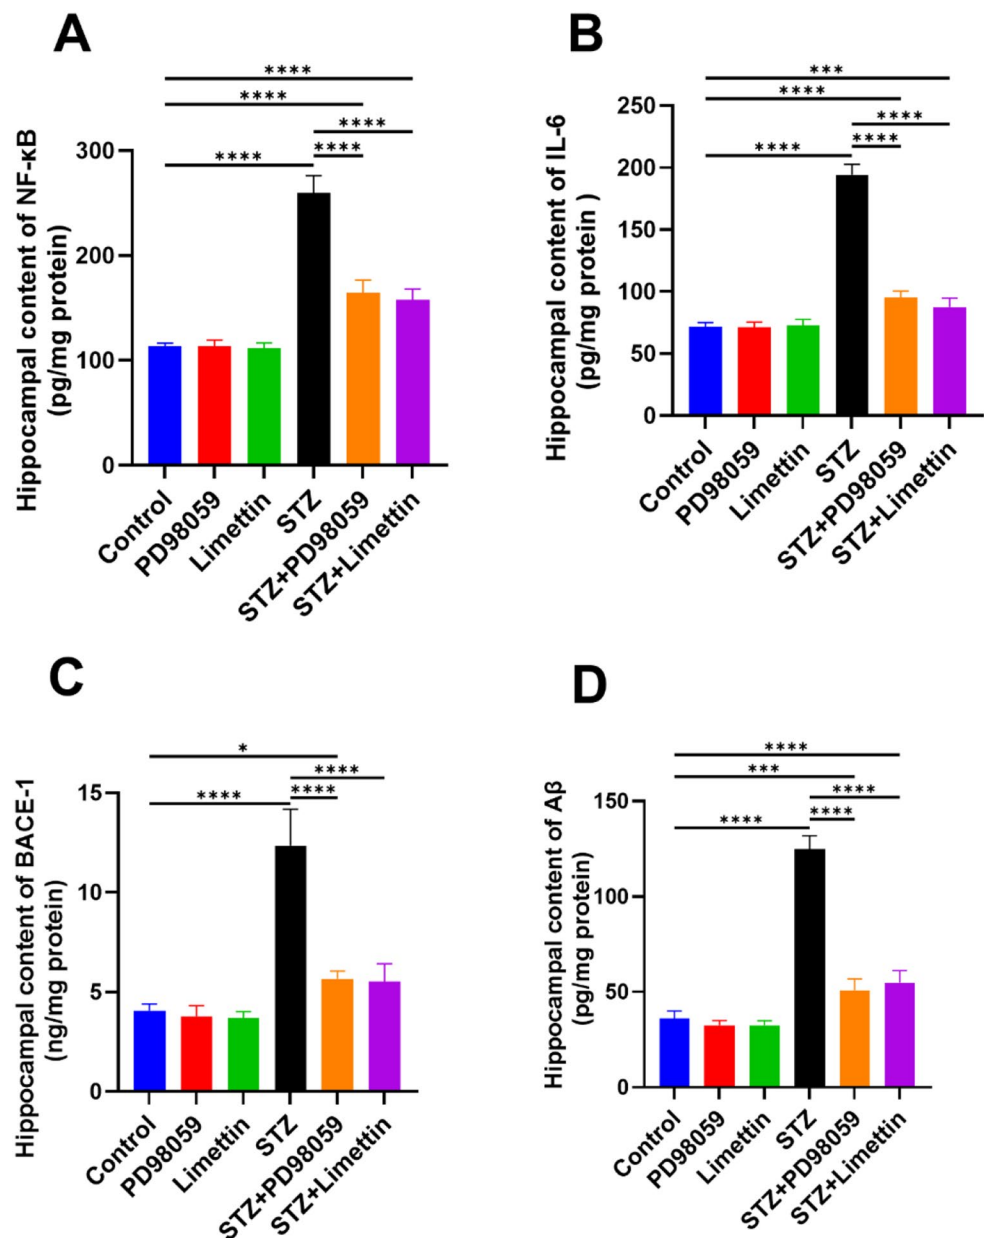 A
Hippocampal content of NF-κB
(pg/mg protein)
300
200
100
0
****
****
****
****
****
Control
PD98059
Limettin
STZ
STZ+PD98059
STZ+Limettin
B
Hippocampal content of IL-6
(pg/mg protein )
250
200
150
100
50
0
***
****
****
****
****
Control
PD98059
Limettin
STZ
STZ+PD98059
STZ+Limettin
C
Hippocampal content of BACE-1
(ng/mg protein)
15
10
5
0
*
****
****
****
Control
PD98059
Limettin
STZ
STZ+PD98059
STZ+Limettin
D
Hippocampal content of Aβ
(pg/mg protein)
150
100
50
0
****
***
****
****
****
Control
PD98059
Limettin
STZ
STZ+PD98059
STZ+Limettin